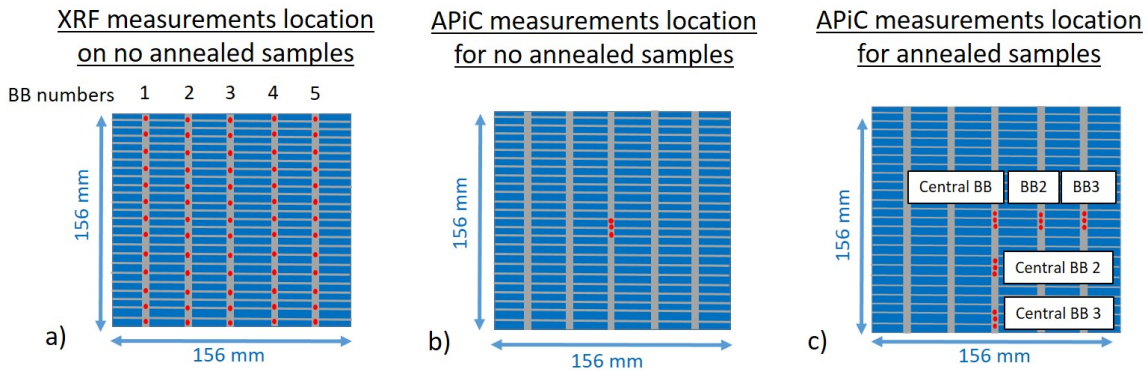 XRF measurements location
on no annealed samples
BB numbers 1 2 3 4 5
156 mm
a)
156 mm
APiC measurements location
for no annealed samples
156 mm
b)
156 mm
APiC measurements location
for annealed samples
Central BB BB2 BB3
156 mm
Central BB 2
Central BB 3
c)
156 mm